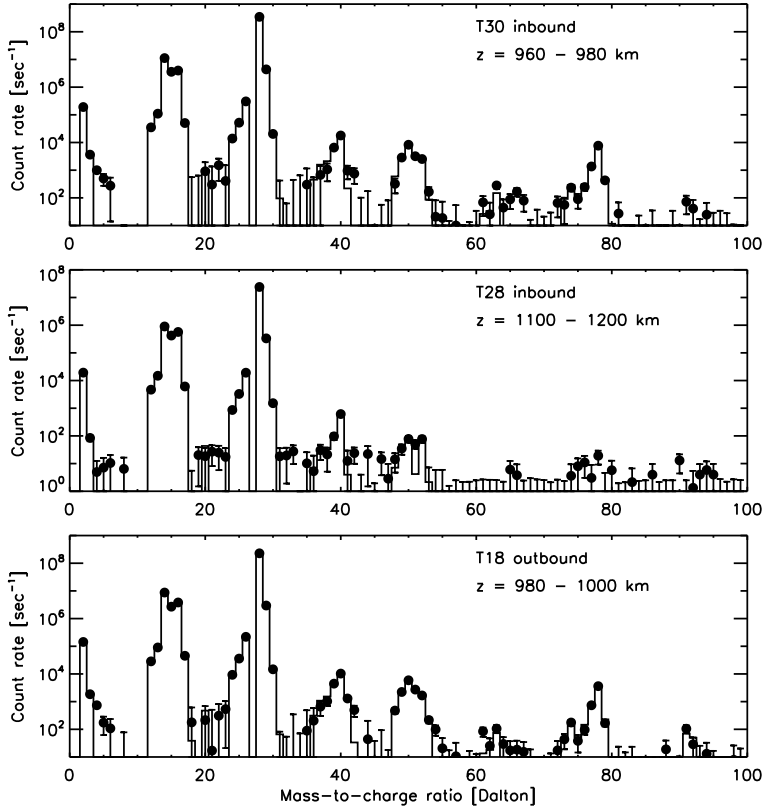 T30 inbound
z = 960 – 980 km
Count rate [sec⁻¹]
10⁸
10⁶
10⁴
10²
0 20 40 60 80 100
T28 inbound
z = 1100 – 1200 km
Count rate [sec⁻¹]
10⁸
10⁶
10⁴
10²
10⁰
0 20 40 60 80 100
T18 outbound
z = 980 – 1000 km
Count rate [sec⁻¹]
10⁸
10⁶
10⁴
10²
0 20 40 60 80 100
Mass–to–charge ratio [Dalton]